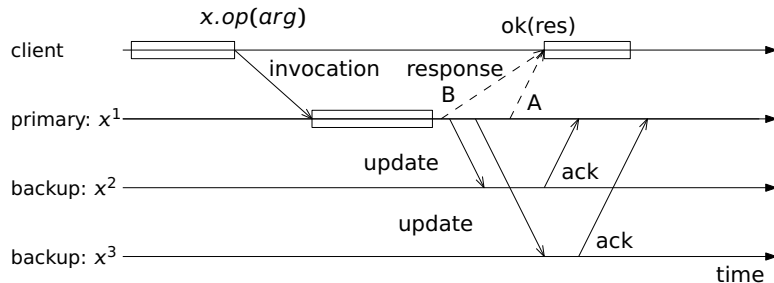 x.op(arg)
ok(res)
client
invocation
response
B
A
primary: x¹
update
ack
backup: x²
update
ack
backup: x³
time